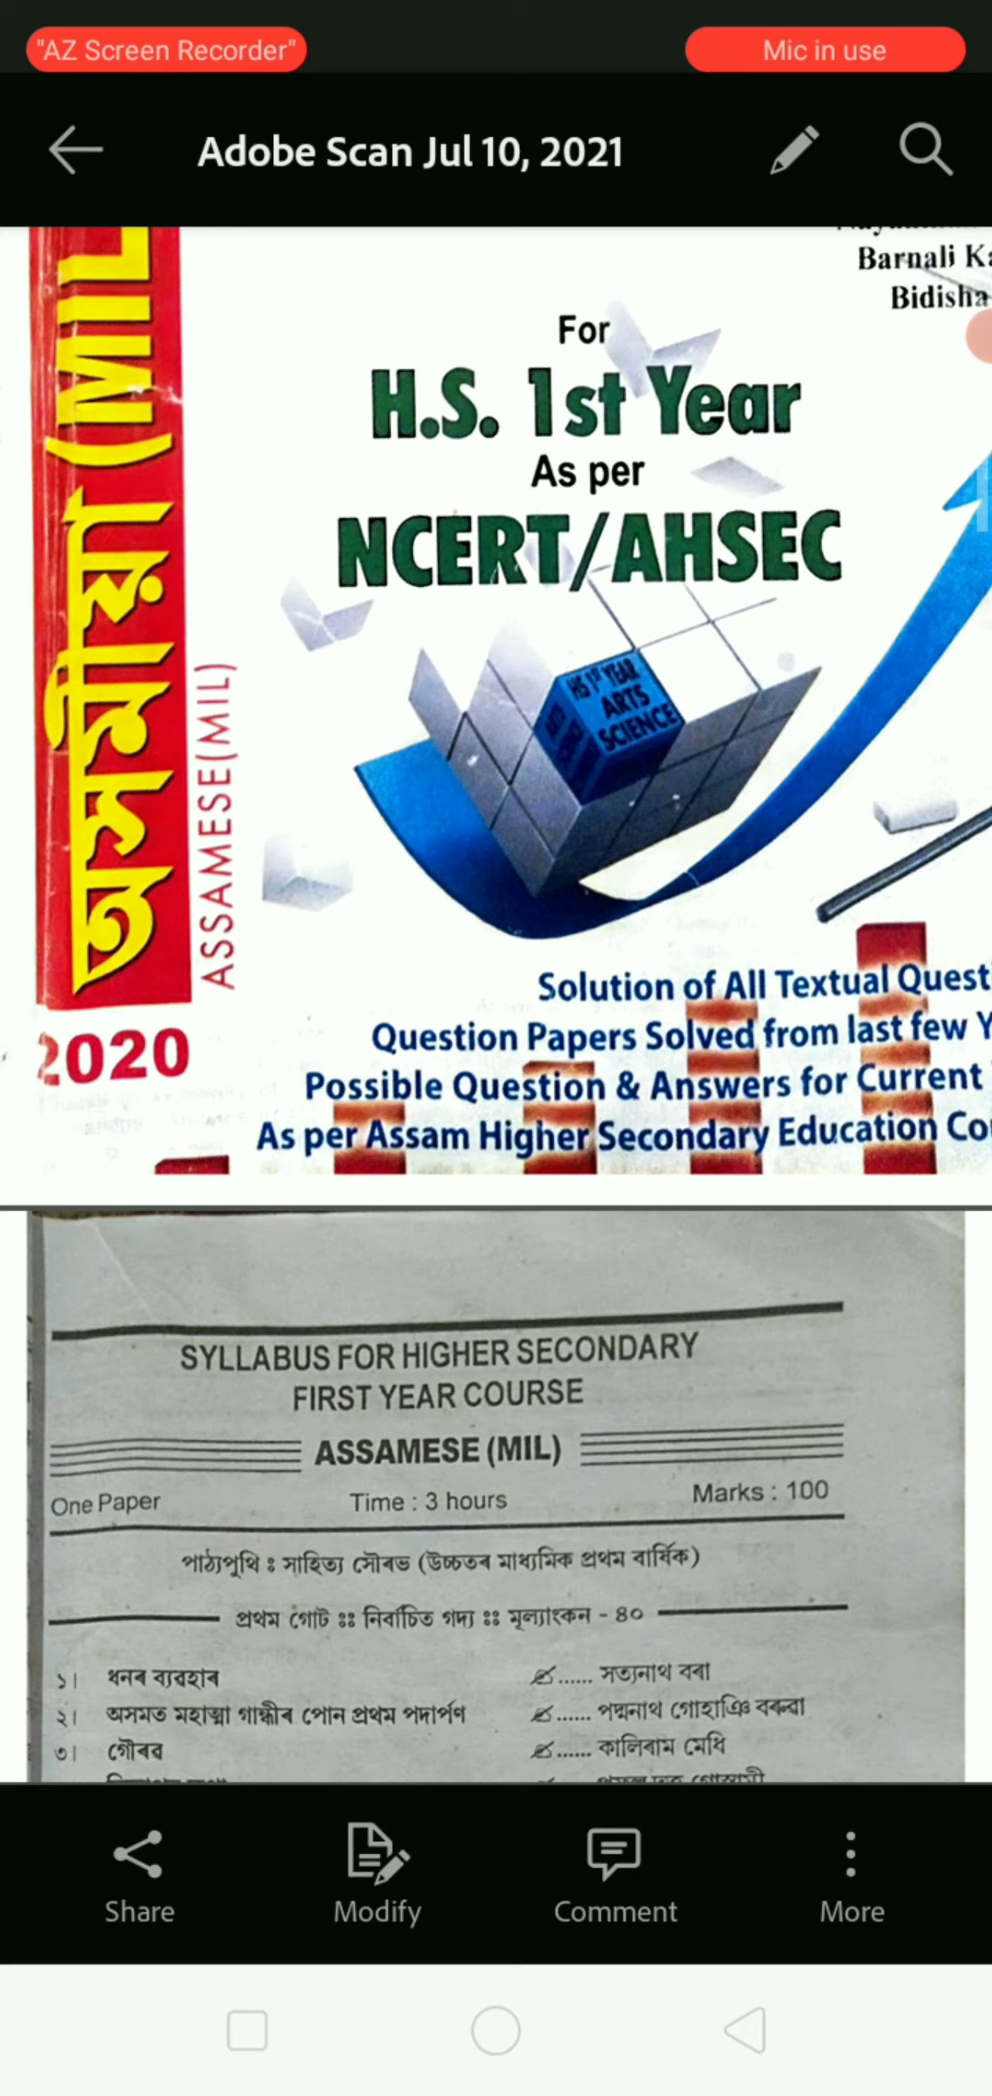 "AZ Screen Recorder"
Mic in use
Adobe Scan Jul 10, 2021
Barnali
Bidisha
For
H.S. 1st Year
As per
NCERT/AHSEC
HS 1ST YEAR
ARTS
SCIENCE
অসমীয়া (MIL
ASSAMESE(MIL)
2020
Solution of All Textual Quest
Question Papers Solved from last few Y
Possible Question & Answers for Current
As per Assam Higher Secondary Education Co
SYLLABUS FOR HIGHER SECONDARY
FIRST YEAR COURSE
ASSAMESE (MIL)
One Paper Time : 3 hours Marks : 100
পাঠ্যপুথি ঃ সাহিত্য সৌৰভ (উচ্চতৰ মাধ্যমিক প্ৰথম বাৰ্ষিক)
প্ৰথম গোট ঃঃ নিৰ্বাচিত গদ্য ঃঃ মূল্যাংকন - ৪০
১। ধনৰ ব্যৱহাৰ ...... সত্যনাথ বৰা
২। অসমত মহাত্মা গান্ধীৰ পোন প্ৰথম পদাৰ্পণ ...... পদ্মনাথ গোহাঞি বৰুৱা
৩। গৌৰৱ ...... কালিৰাম মেধি
Share
Modify
Comment
More